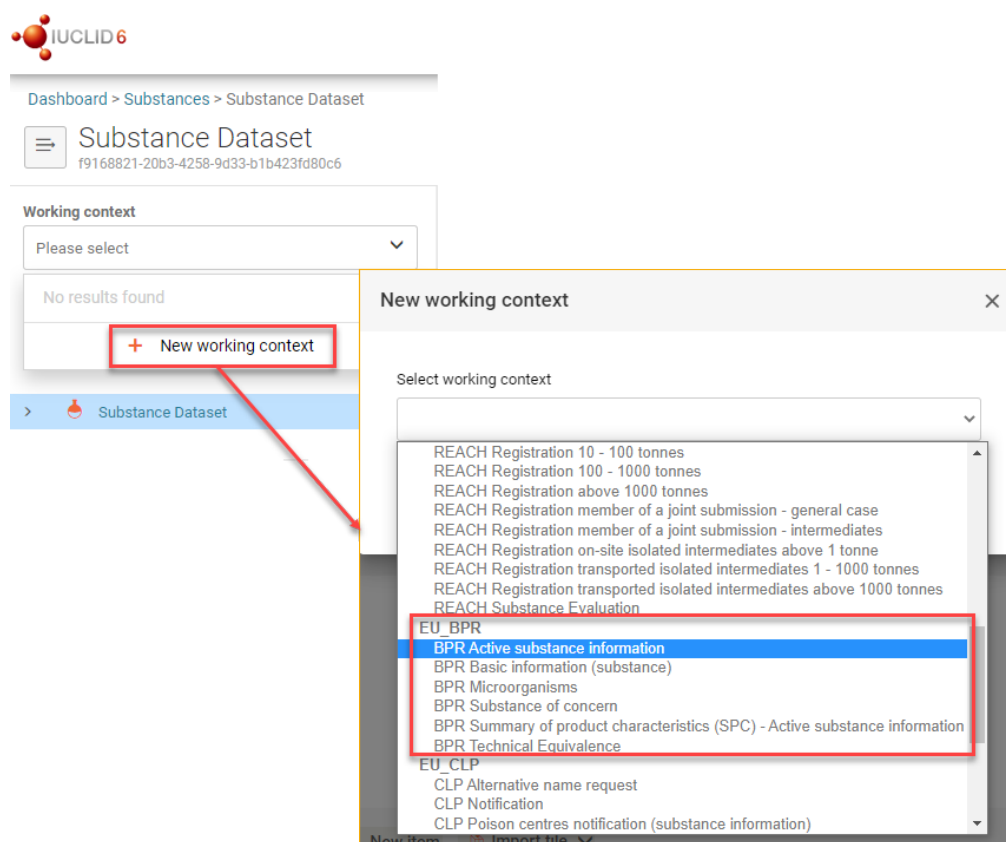 IUCLID 6
Dashboard > Substances > Substance Dataset
Substance Dataset
f9168821-20b3-4258-9d33-b1b423fd80c6
Working context
Please select
No results found
+ New working context
> Substance Dataset
New working context
Select working context
REACH Registration 10 - 100 tonnes
REACH Registration 100 - 1000 tonnes
REACH Registration above 1000 tonnes
REACH Registration member of a joint submission - general case
REACH Registration member of a joint submission - intermediates
REACH Registration on-site isolated intermediates above 1 tonne
REACH Registration transported isolated intermediates 1 - 1000 tonnes
REACH Registration transported isolated intermediates above 1000 tonnes
REACH Substance Evaluation
EU_BPR
BPR Active substance information
BPR Basic information (substance)
BPR Microorganisms
BPR Substance of concern
BPR Summary of product characteristics (SPC) - Active substance information
BPR Technical Equivalence
EU_CLP
CLP Alternative name request
CLP Notification
CLP Poison centres notification (substance information)
New item Import file